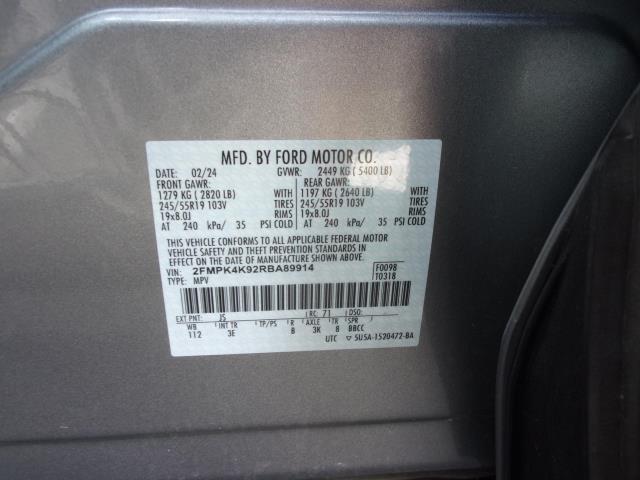 MFD. BY FORD MOTOR CO.
DATE: 02/24 GVWR: 2449 KG ( 5400 LB)
FRONT GAWR: REAR GAWR:
1279 KG ( 2820 LB) WITH 1197 KG ( 2640 LB) WITH
245/55R19 103V TIRES 245/55R19 103V TIRES
19x8.0J RIMS 19x8.0J RIMS
AT 240 kPa/ 35 PSI COLD AT 240 kPa/ 35 PSI COLD
THIS VEHICLE CONFORMS TO ALL APPLICABLE FEDERAL MOTOR
VEHICLE SAFETY AND THEFT PREVENTION STANDARDS IN
EFFECT ON THE DATE OF MANUFACTURE SHOWN ABOVE.
VIN: 2FMPK4K92RBA89914 F0098
TYPE: MPV T0318
EXT PNT: J5 RC: 71 DSO:
WB INT TR TP/PS R AXLE TR SPR
112 3E 8 3K 8 BBCC
UTC 5U5A-1520472-BA